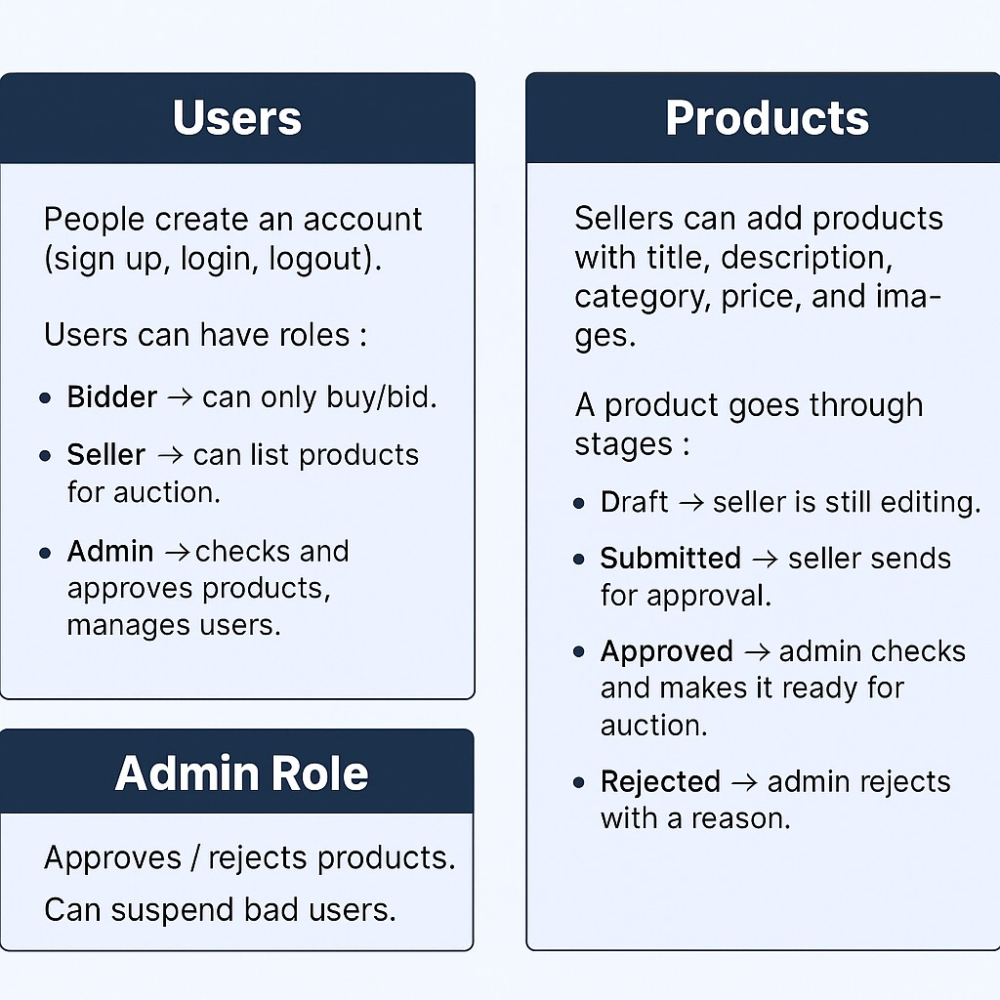 Users
People create an account
(sign up, login, logout).
Users can have roles :
• Bidder → can only buy/bid.
• Seller → can list products
for auction.
• Admin → checks and
approves products,
manages users.
Admin Role
Approves / rejects products.
Can suspend bad users.
Products
Sellers can add products
with title, description,
category, price, and ima-
ges.
A product goes through
stages :
• Draft → seller is still editing.
• Submitted → seller sends
for approval.
• Approved → admin checks
and makes it ready for
auction.
• Rejected → admin rejects
with a reason.